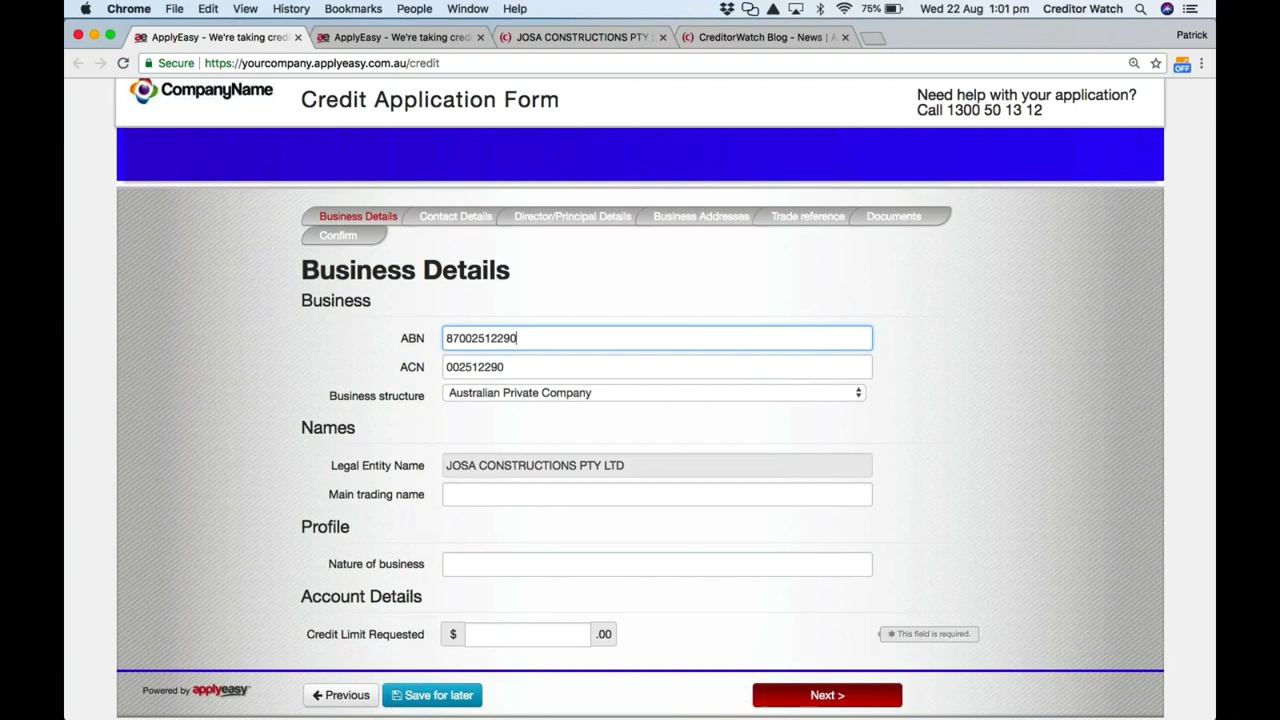 Chrome File Edit View History Bookmarks People Window Help 75% Wed 22 Aug 1:01 pm Creditor Watch
ae ApplyEasy - We're taking credi × ae ApplyEasy - We're taking credi × (c) JOSA CONSTRUCTIONS PTY L × (c) CreditorWatch Blog - News | A × Patrick
Secure https://yourcompany.applyeasy.com.au/credit OFF
CompanyName
Credit Application Form
Need help with your application?
Call 1300 50 13 12
Business Details Contact Details Director/Principal Details Business Addresses Trade reference Documents
Confirm
Business Details
Business
ABN 87002512290
ACN 002512290
Business structure Australian Private Company
Names
Legal Entity Name JOSA CONSTRUCTIONS PTY LTD
Main trading name
Profile
Nature of business
Account Details
Credit Limit Requested $ .00 ✱ This field is required.
Powered by applyeasy Previous Save for later Next >